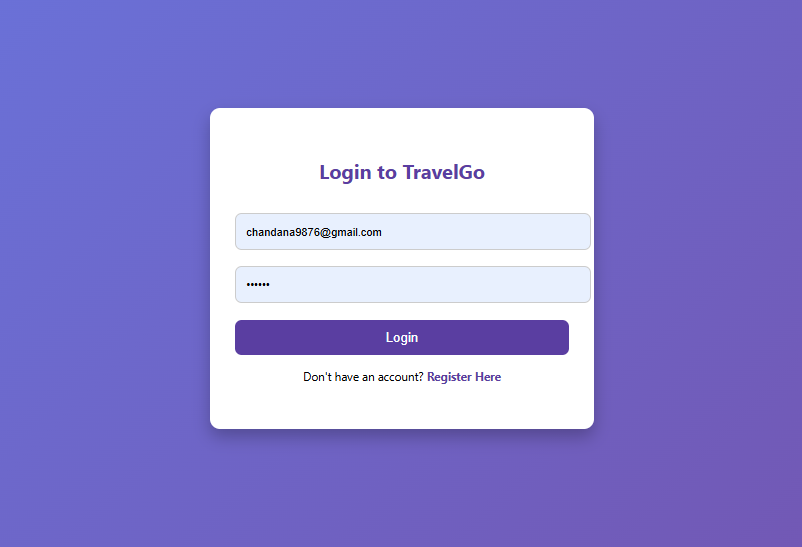 Login to TravelGo
chandana9876@gmail.com
••••••
Login
Don't have an account? Register Here